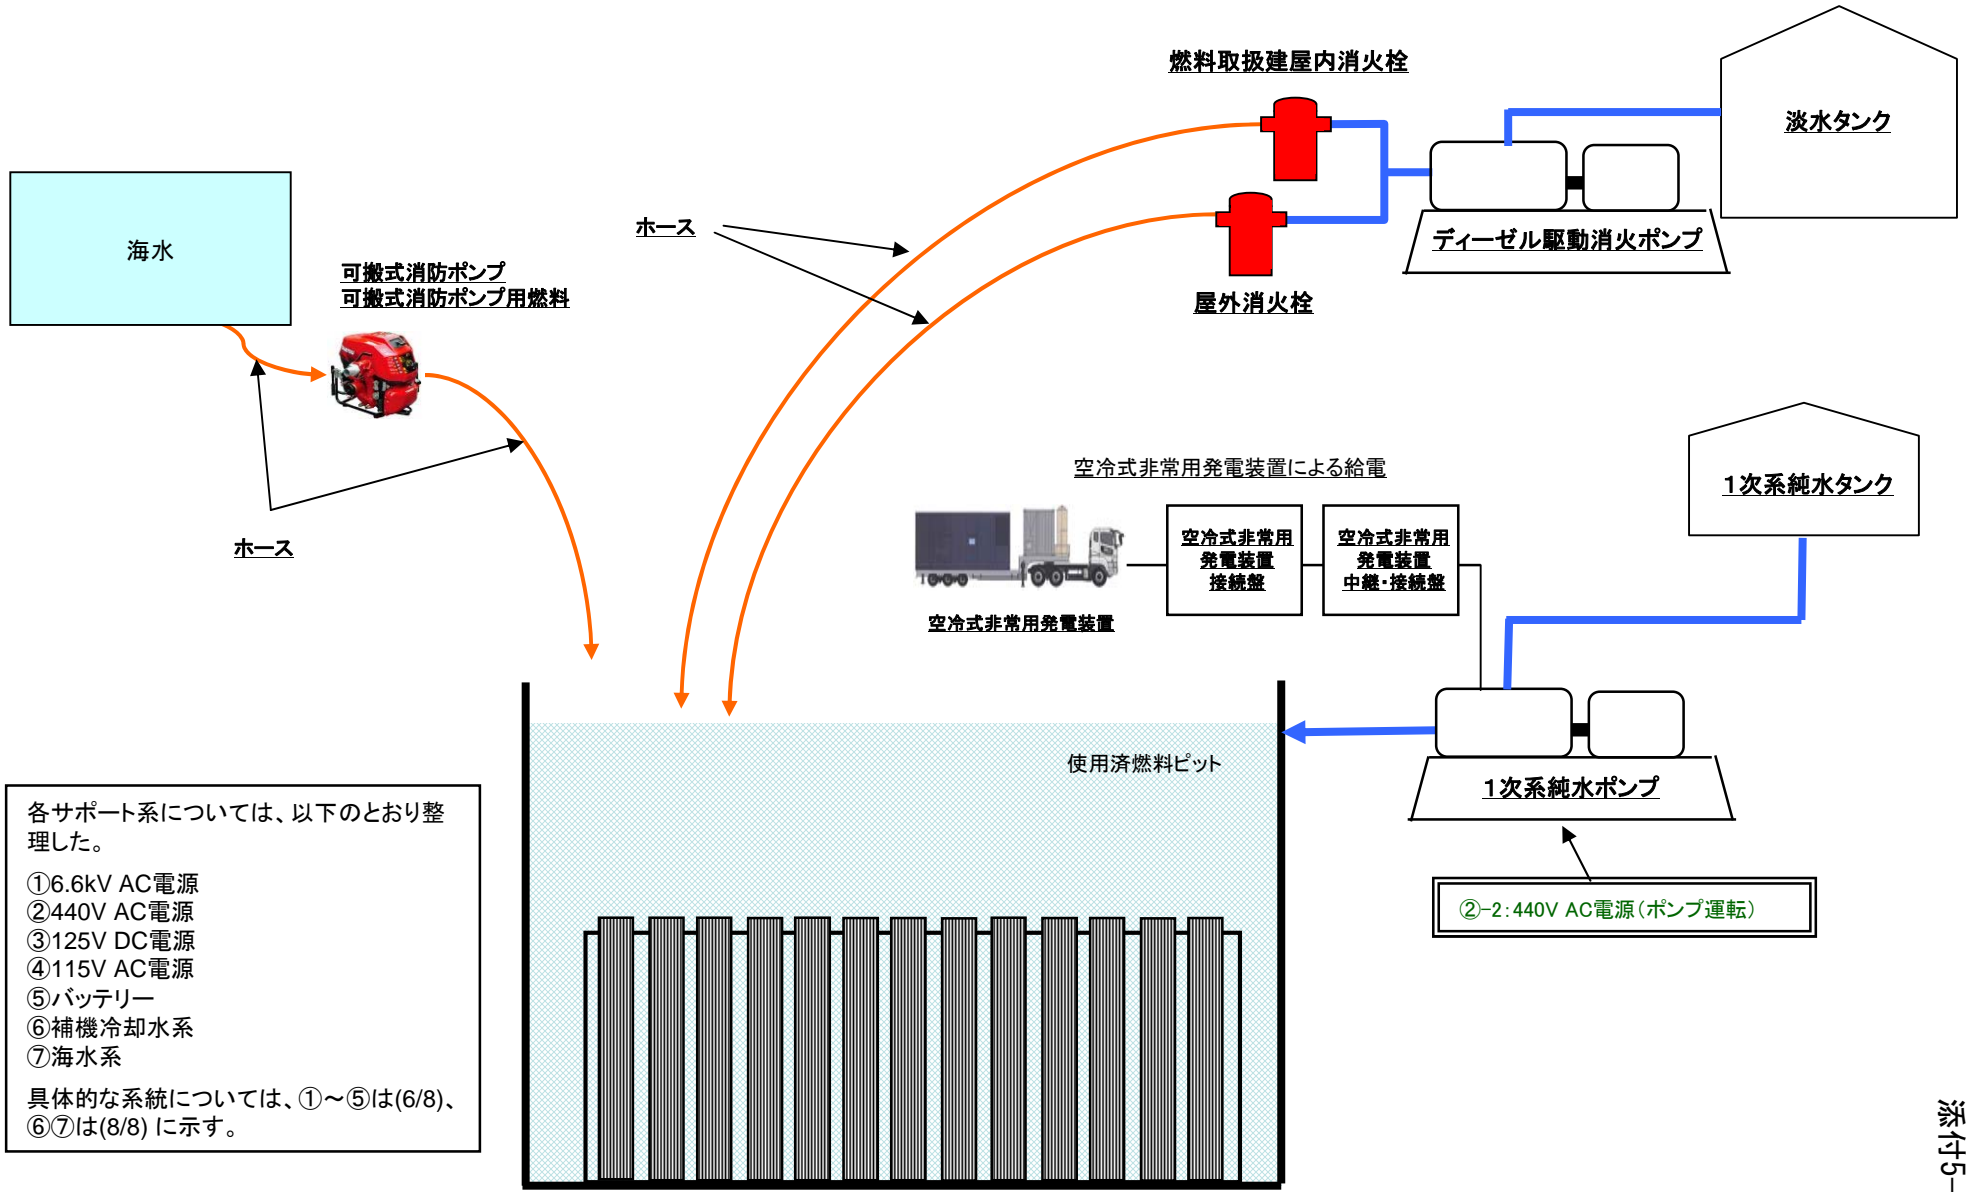 燃料取扱建屋内消火栓
淡水タンク
海水
ホース
ディーゼル駆動消火ポンプ
可搬式消防ポンプ
可搬式消防ポンプ用燃料
屋外消火栓
空冷式非常用発電装置による給電
1次系純水タンク
ホース
空冷式非常用
発電装置
接続盤
空冷式非常用
発電装置
中継・接続盤
空冷式非常用発電装置
使用済燃料ピット
1次系純水ポンプ
②-2:440V AC電源(ポンプ運転)
各サポート系については、以下のとおり整
理した。
①6.6kV AC電源
②440V AC電源
③125V DC電源
④115V AC電源
⑤バッテリー
⑥補機冷却水系
⑦海水系
具体的な系統については、①～⑤は(6/8)、
⑥⑦は(8/8) に示す。
添付5-